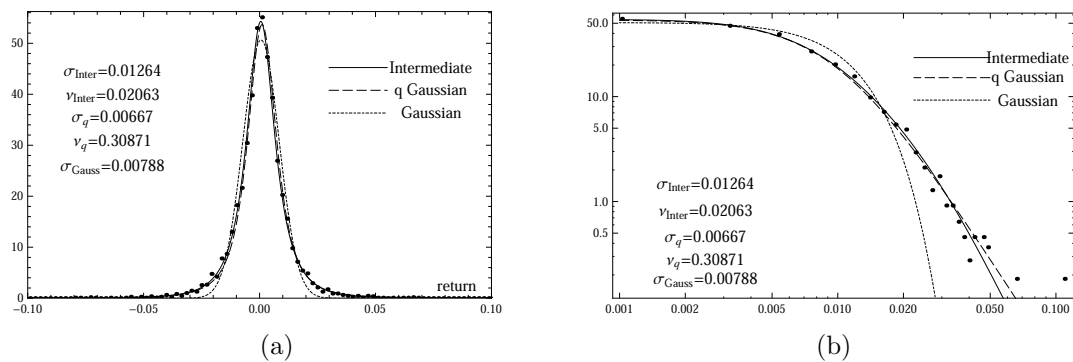 50
40
30
20
10
0
-0.10
-0.05
0.00
0.05
0.10
return
σInter=0.01264
νInter=0.02063
σq=0.00667
νq=0.30871
σGauss=0.00788
Intermediate
q Gaussian
Gaussian
(a)
50.0
10.0
5.0
1.0
0.5
0.001
0.002
0.005
0.010
0.020
0.050
0.100
Intermediate
q Gaussian
Gaussian
σInter=0.01264
νInter=0.02063
σq=0.00667
νq=0.30871
σGauss=0.00788
(b)